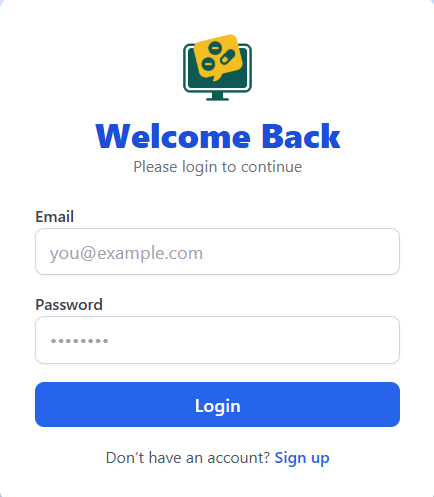 Welcome Back
Please login to continue
Email
you@example.com
Password
••••••••
Login
Don't have an account? Sign up